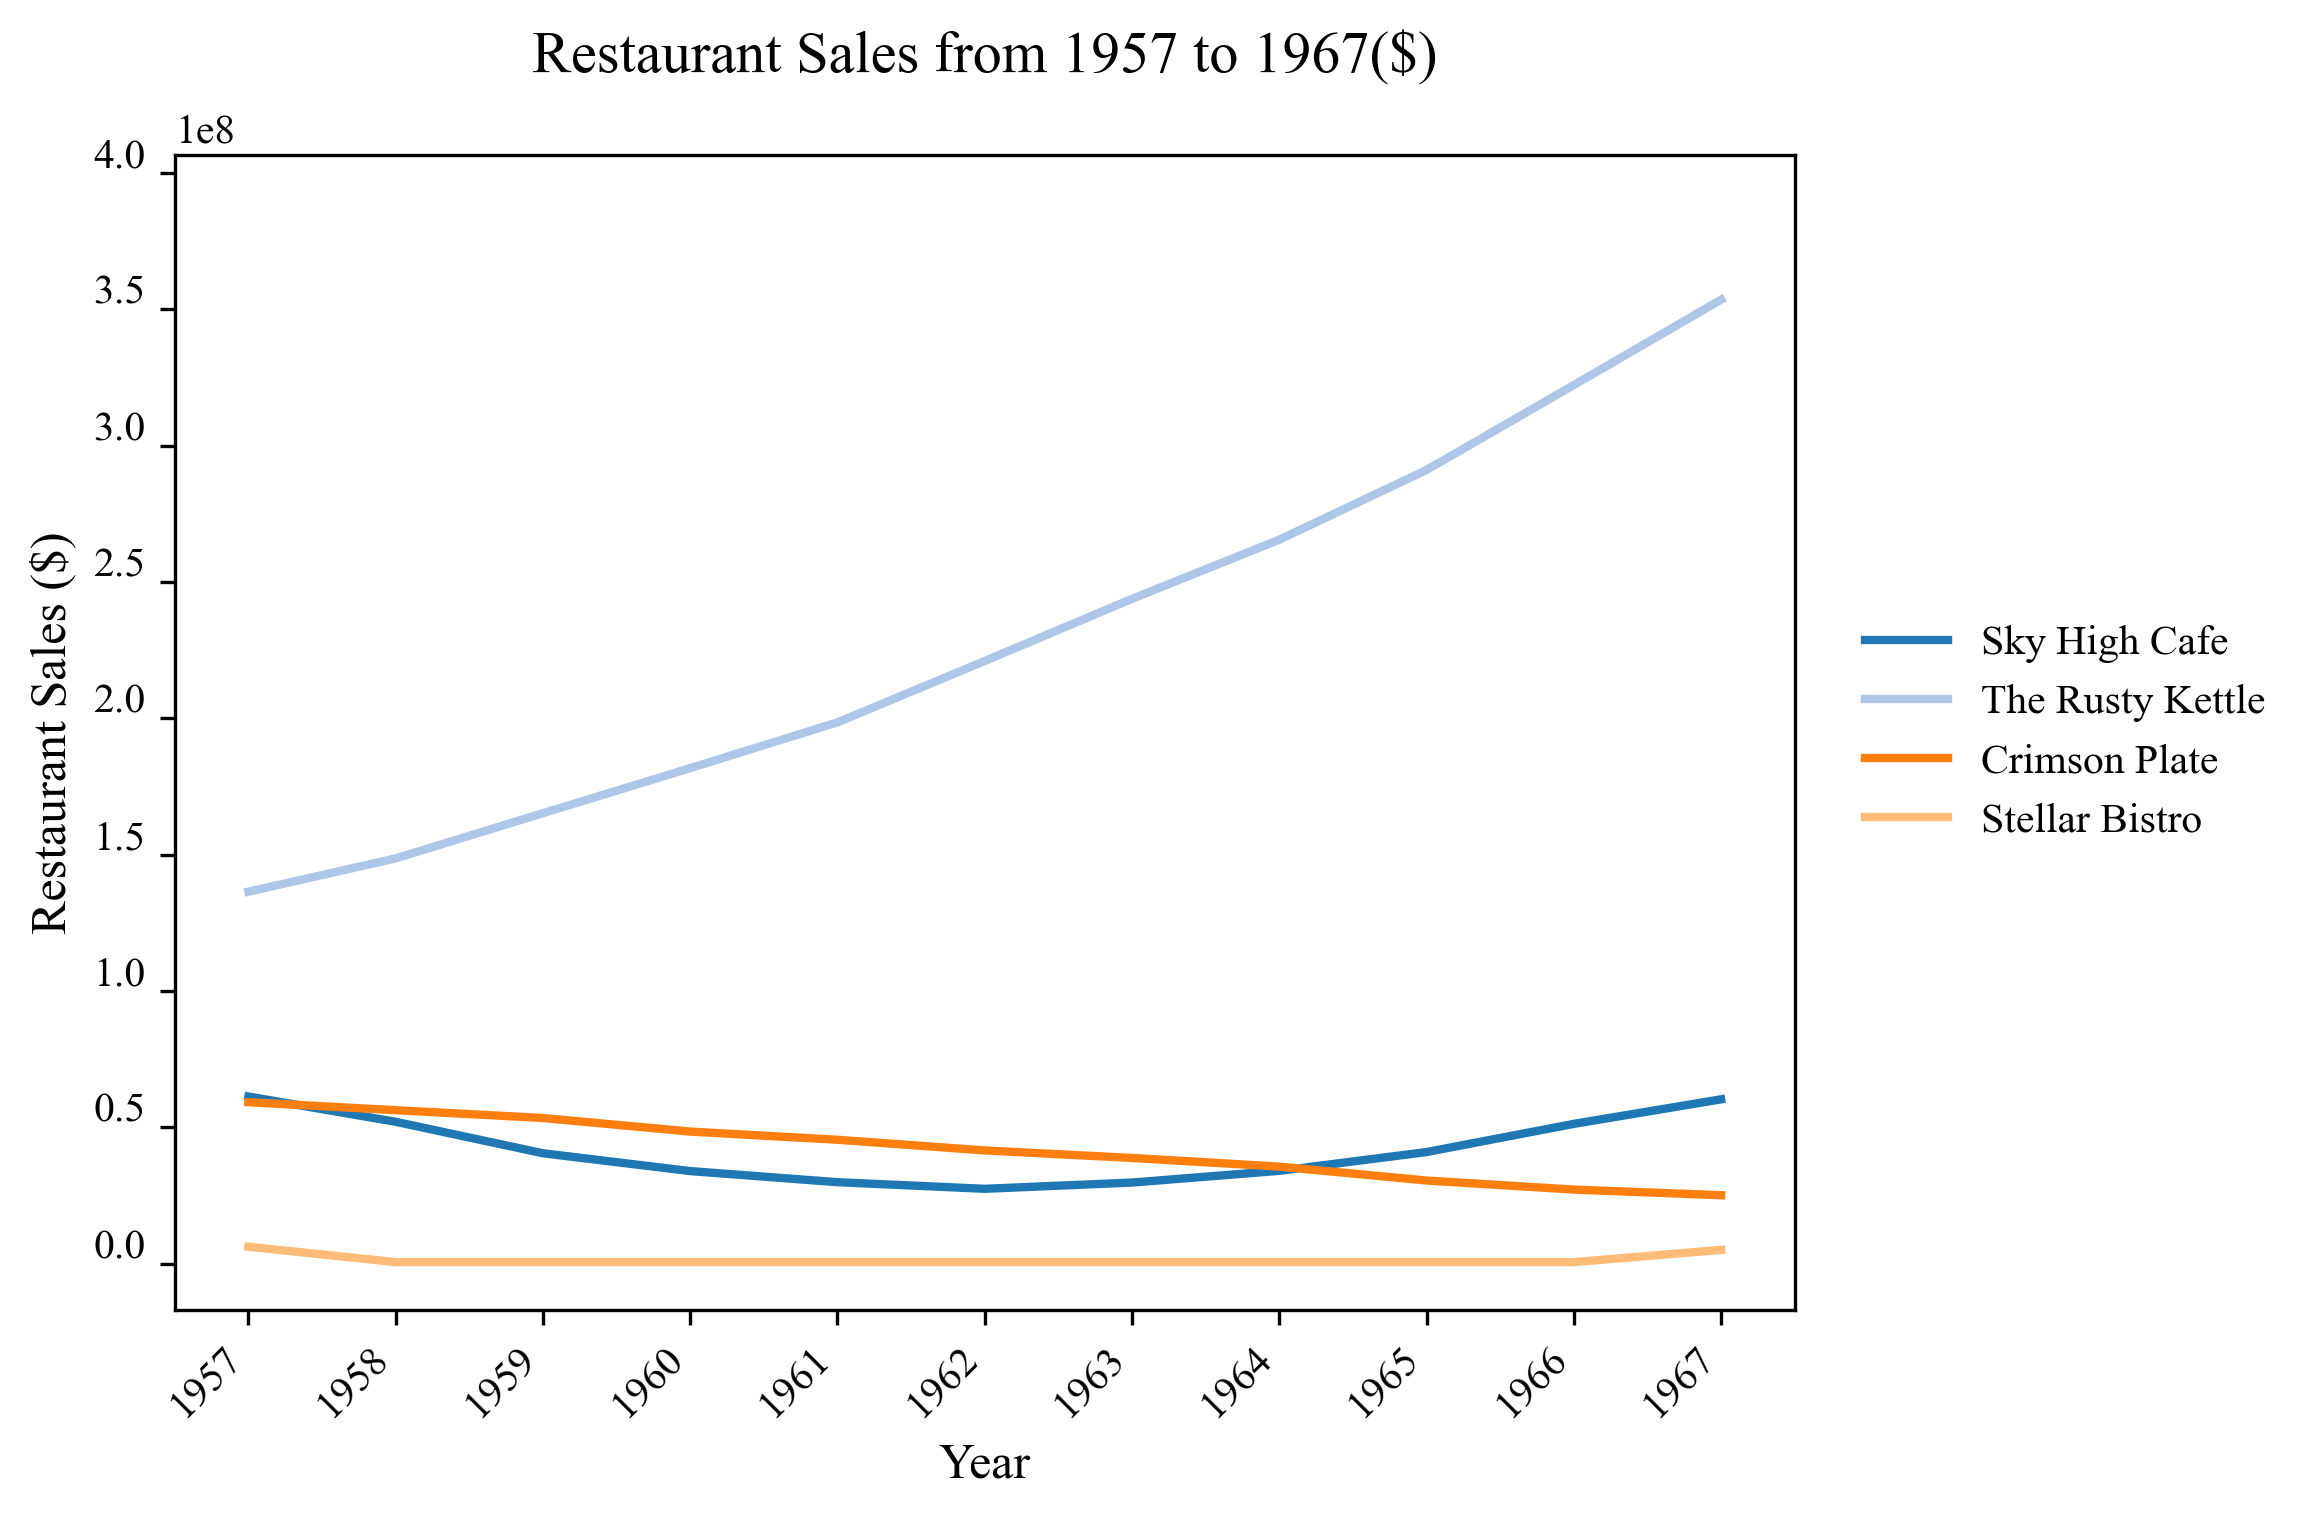 Restaurant Sales from 1957 to 1967($)
1e8
4.0
3.5
3.0
2.5
2.0
1.5
1.0
0.5
0.0
Restaurant Sales ($)
Sky High Cafe
The Rusty Kettle
Crimson Plate
Stellar Bistro
1957 1958 1959 1960 1961 1962 1963 1964 1965 1966 1967
Year